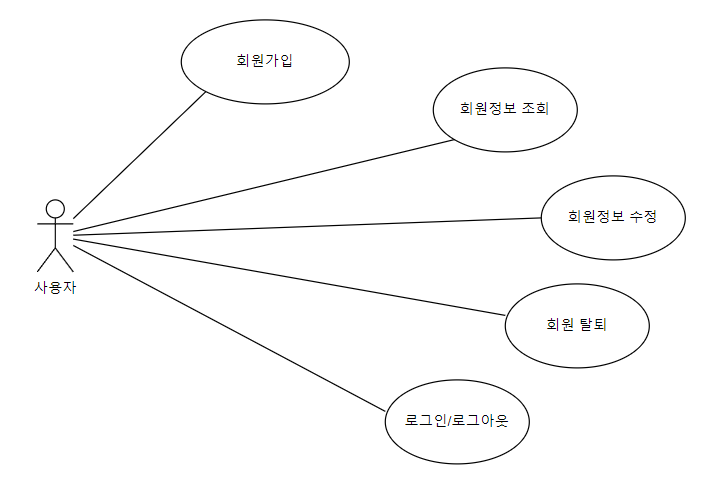 회원가입
회원정보 조회
회원정보 수정
사용자
회원 탈퇴
로그인/로그아웃